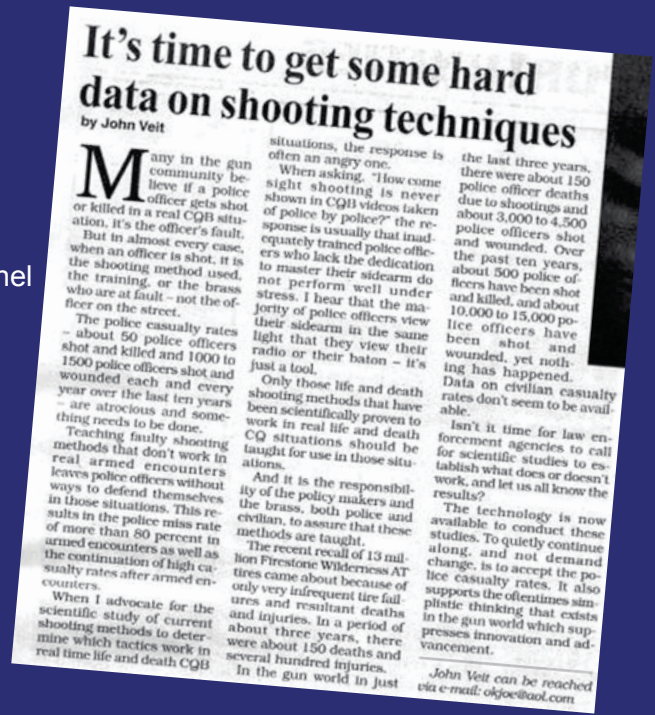 It's time to get some hard
data on shooting techniques
by John Veit
Many in the gun
community be-
lieve if a police
officer gets shot
or killed in a real CQB situ-
ation, it's the officer's fault.
But in almost every case,
when an officer is shot, it is
the shooting method used,
the training, or the brass
who are at fault – not the of-
ficer on the street.
The police casualty rates
– about 50 police officers
shot and killed and 1000 to
1500 police officers shot and
wounded each and every
year over the last ten years
– are atrocious and some-
thing needs to be done.
Teaching faulty shooting
methods that don't work in
real armed encounters
leaves police officers without
ways to defend themselves
in those situations. This re-
sults in the police miss rate
of more than 80 percent in
armed encounters as well as
the continuation of high ca-
sualty rates after armed en-
counters.
When I advocate for the
scientific study of current
shooting methods to deter-
mine which tactics work in
real time life and death CQB
situations, the response is
often an angry one.
When asking, "How come
sight shooting is never
shown in CQB videos taken
of police by police?" the re-
sponse is usually that inad-
equately trained police offic-
ers who lack the dedication
to master their sidearm do
not perform well under
stress. I hear that the ma-
jority of police officers view
their sidearm in the same
light that they view their
radio or their baton – it's
just a tool.
Only those life and death
shooting methods that have
been scientifically proven to
work in real life and death
CQ situations should be
taught for use in those situ-
ations.
And it is the responsibil-
ity of the policy makers and
the brass, both police and
civilian, to assure that these
methods are taught.
The recent recall of 13 mil-
lion Firestone Wilderness AT
tires came about because of
only very infrequent tire fail-
ures and resultant deaths
and injuries. In a period of
about three years, there
were about 150 deaths and
several hundred injuries.
In the gun world in just
the last three years,
there were about 150
police officer deaths
due to shootings and
about 3,000 to 4,500
police officers shot
and wounded. Over
the past ten years,
about 500 police of-
ficers have been shot
and killed, and about
10,000 to 15,000 po-
lice officers have
been shot and
wounded, yet noth-
ing has happened.
Data on civilian casualty
rates don't seem to be avail-
able.
Isn't it time for law en-
forcement agencies to call
for scientific studies to es-
tablish what does or doesn't
work, and let us all know the
results?
The technology is now
available to conduct these
studies. To quietly continue
along, and not demand
change, is to accept the po-
lice casualty rates. It also
supports the oftentimes sim-
plistic thinking that exists
in the gun world which sup-
presses innovation and ad-
vancement.
John Veit can be reached
via e-mail: okjoe@aol.com
nel